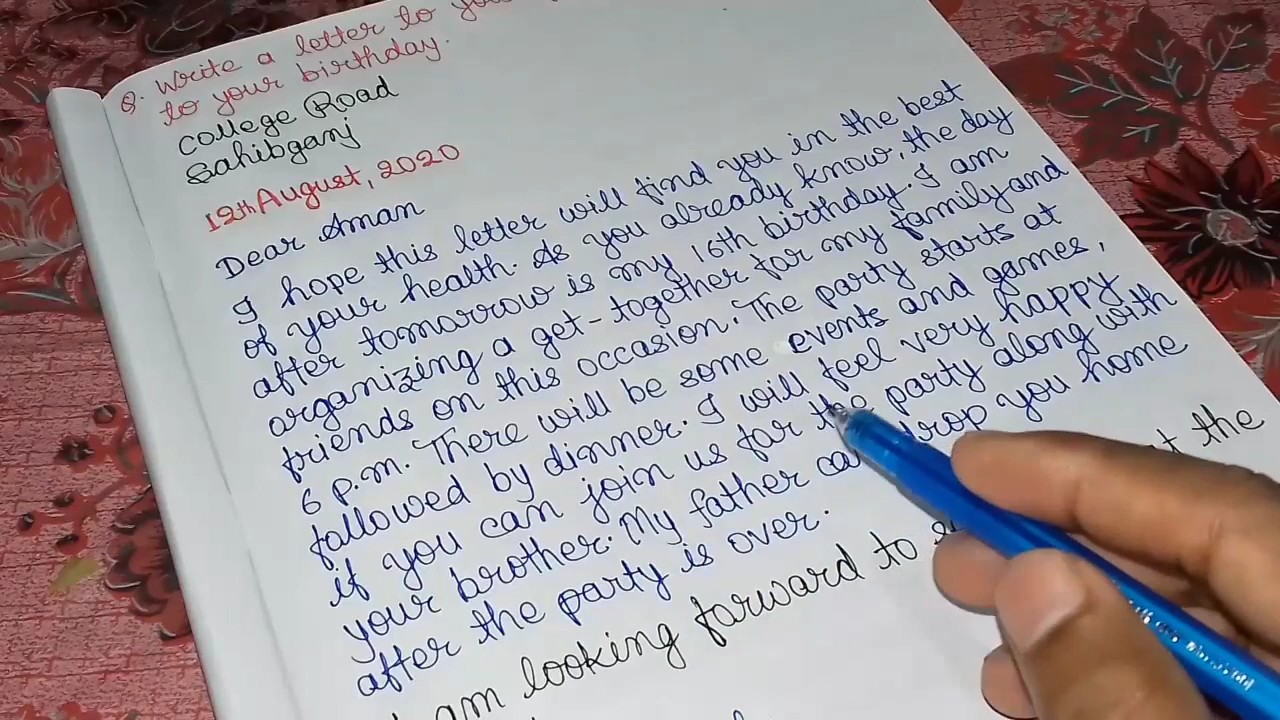 Q. Write a letter to
to your birthday.
College Road
Sahibganj
12th August, 2020
Dear Aman
I hope this letter will find you in the best
of your health. As you already know, the day
after tomorrow is my 16th birthday. I am
organizing a get-together for my family and
friends on this occasion. The party starts at
6 p.m. There will be some events and games,
followed by dinner. I will feel very happy
if you can join us for the party along with
your brother. My father drop you home
after the party is over.
am looking forward to the